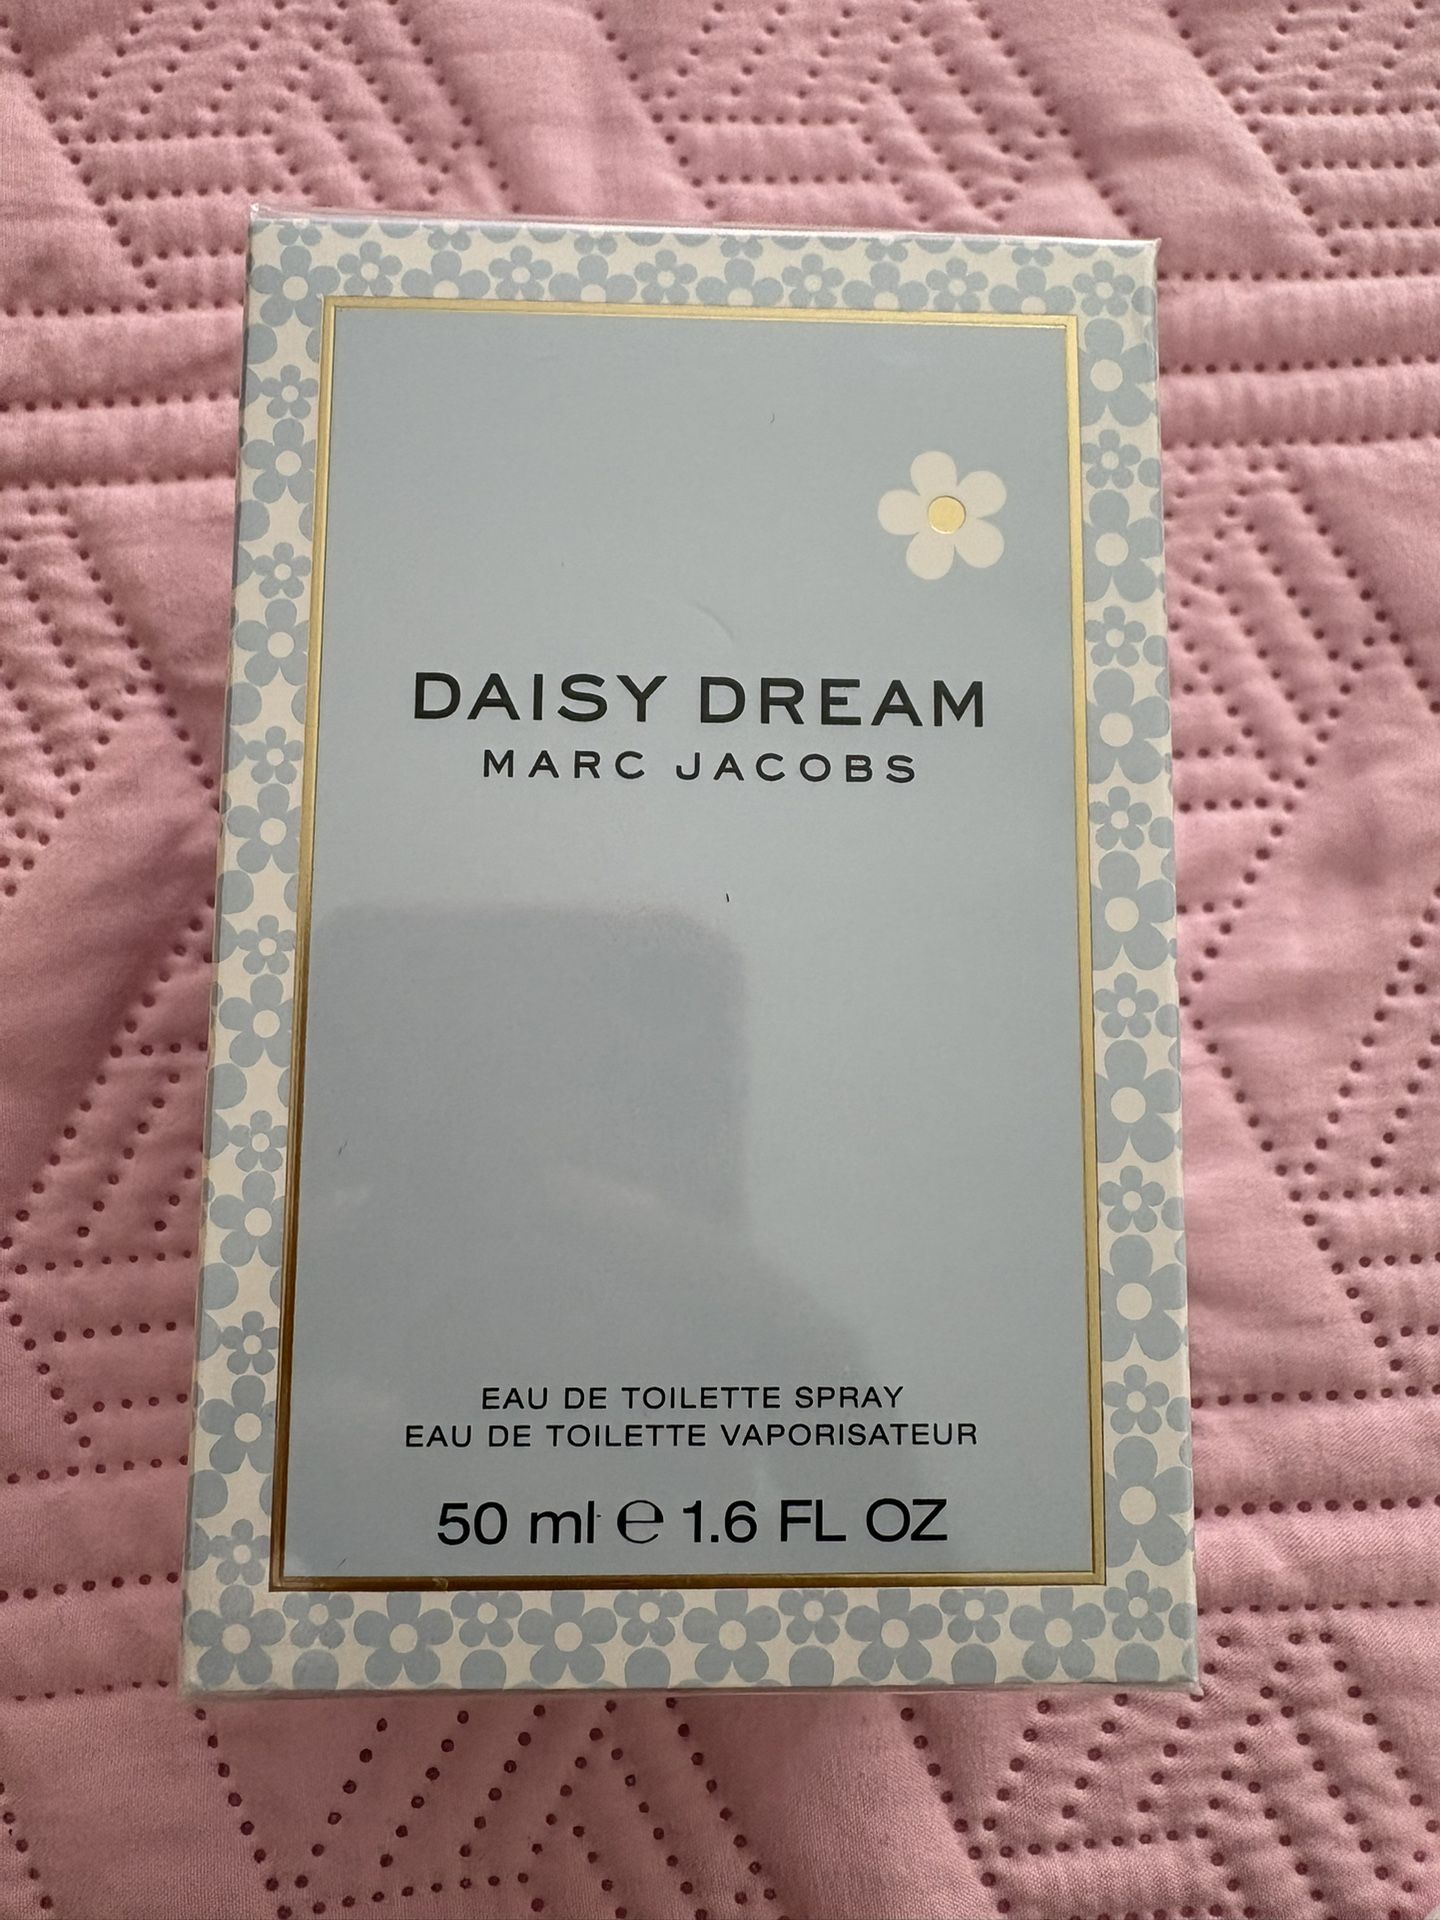 DAISY DREAM
MARC JACOBS
EAU DE TOILETTE SPRAY
EAU DE TOILETTE VAPORISATEUR
50 ml ℮ 1.6 FL OZ